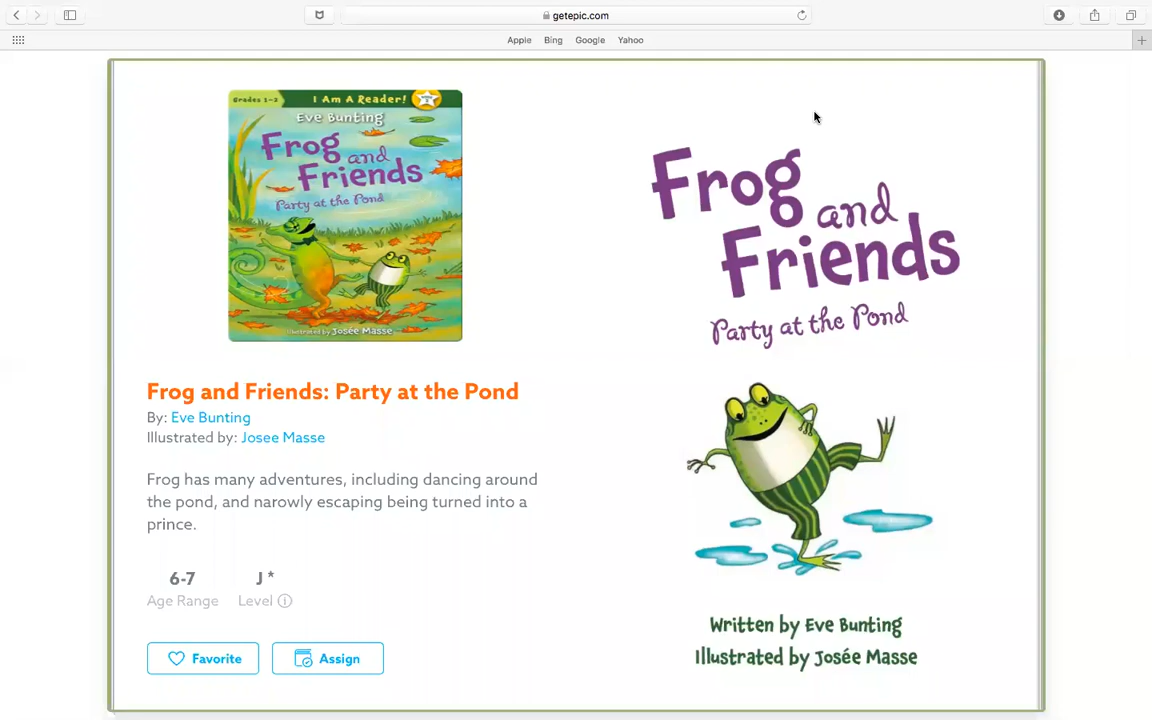 getepic.com
Apple Bing Google Yahoo
Grades 1-2
I Am A Reader!
Eve Bunting
Frog
and
Friends
Party at the Pond
Illustrated by Josée Masse
Frog and Friends: Party at the Pond
By: Eve Bunting
Illustrated by: Josee Masse
Frog has many adventures, including dancing around
the pond, and narowly escaping being turned into a
prince.
6-7 J *
Age Range Level
Favorite Assign
Frog
and
Friends
Party at the Pond
Written by Eve Bunting
Illustrated by Josée Masse